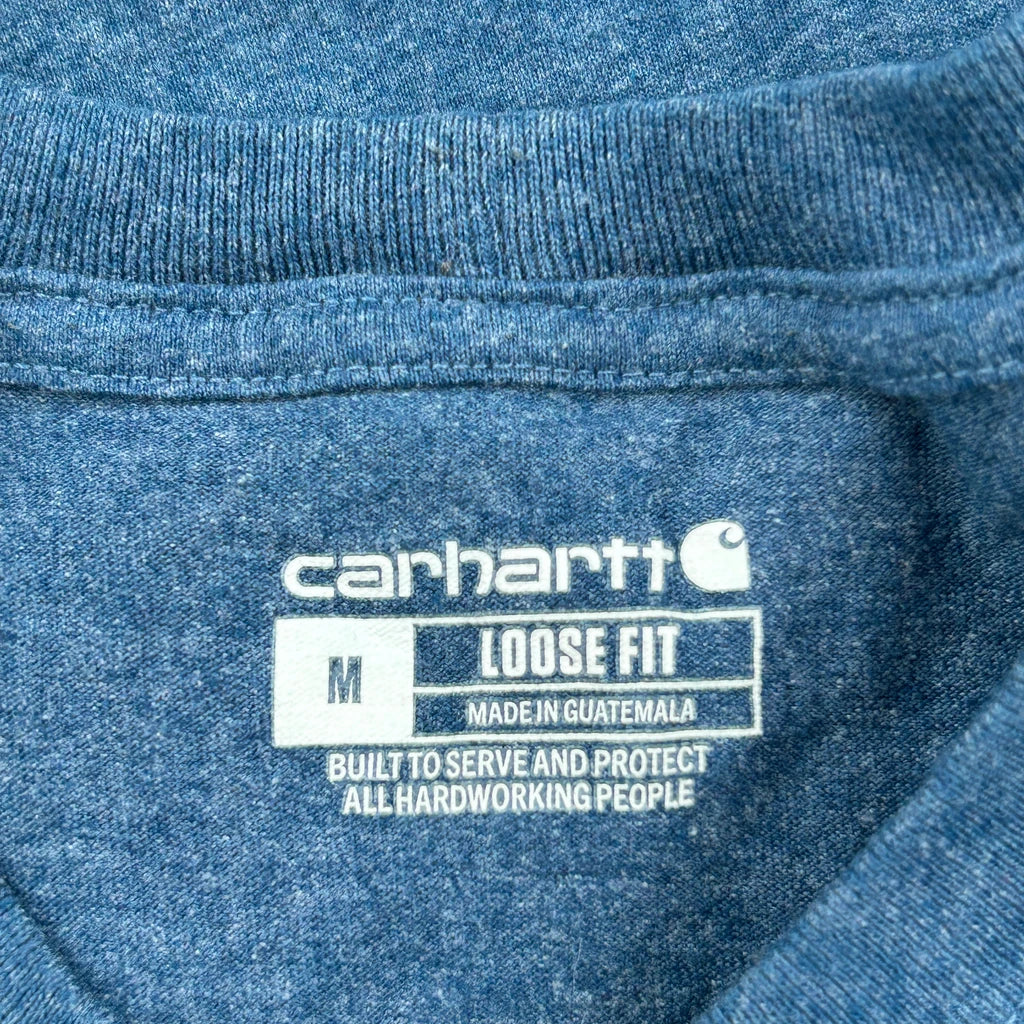 carhartt
M
LOOSE FIT
MADE IN GUATEMALA
BUILT TO SERVE AND PROTECT
ALL HARDWORKING PEOPLE